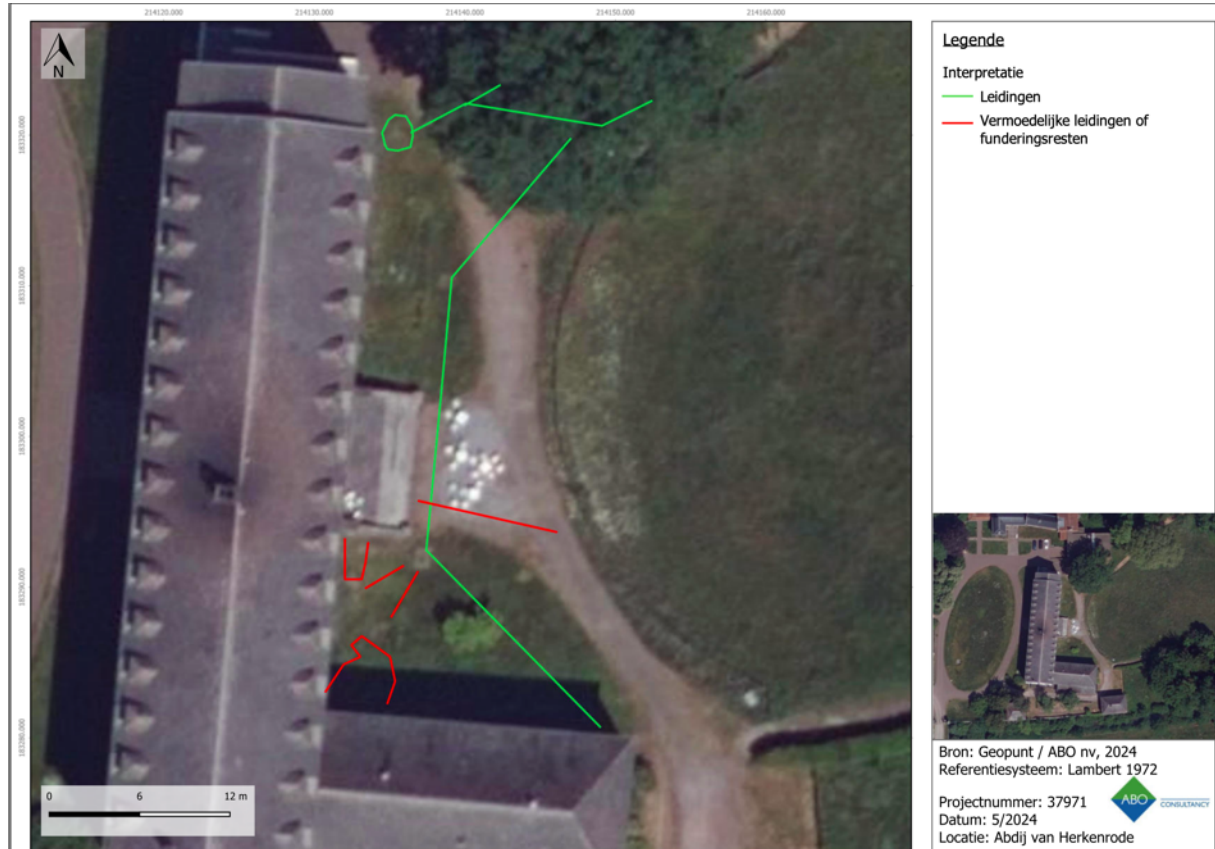 214120.000
214130.000
214140.000
214150.000
214160.000
183320.000
183310.000
183300.000
183290.000
183280.000
N
0 6 12 m
Legende
Interpretatie
Leidingen
Vermoedelijke leidingen of
funderingsresten
Bron: Geopunt / ABO nv, 2024
Referentiesysteem: Lambert 1972
Projectnummer: 37971
Datum: 5/2024
Locatie: Abdij van Herkenrode
ABO
CONSULTANCY